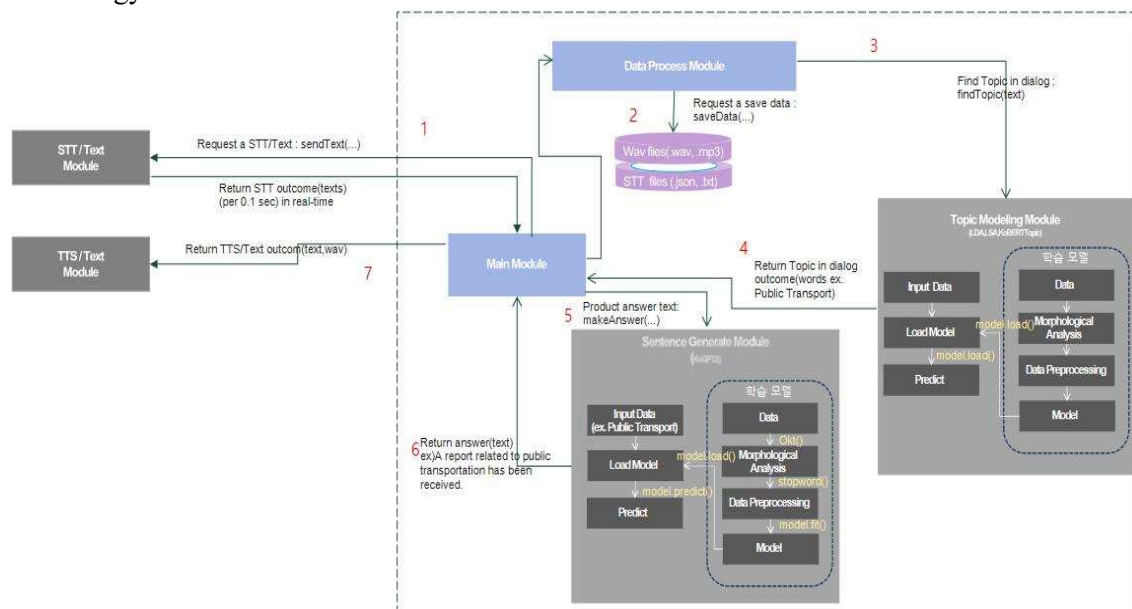 Data Process Module
3
Find Topic in dialog :
findTopic(text)
2
Request a save data :
saveData(...)
Wav files(.wav, .mp3)
STT files (.json, .txt)
1
STT / Text
Module
Request a STT/Text : sendText(...)
Return STT outcome(texts)
(per 0.1 sec) in real-time
TTS / Text
Module
Return TTS/Text outcom(text,wav)
7
Main Module
4
Return Topic in dialog
outcome(words ex.
Public Transport)
Topic Modeling Module
(LDA,LSA,KoBERTTopic)
학습 모델
Input Data
Load Model
model.load()
Predict
Data
model.load()
Morphological
Analysis
Data Preprocessing
Model
5
Product answer text:
makeAnswer(...)
Sentence Generate Module
학습 모델
Input Data
(ex. Public Transport)
Load Model
model.predict()
Predict
Data
Okt()
model.load()
Morphological
Analysis
stopword()
Data Preprocessing
model.fit()
Model
6
Return answer(text)
ex)A report related to public
transportation has been
received.